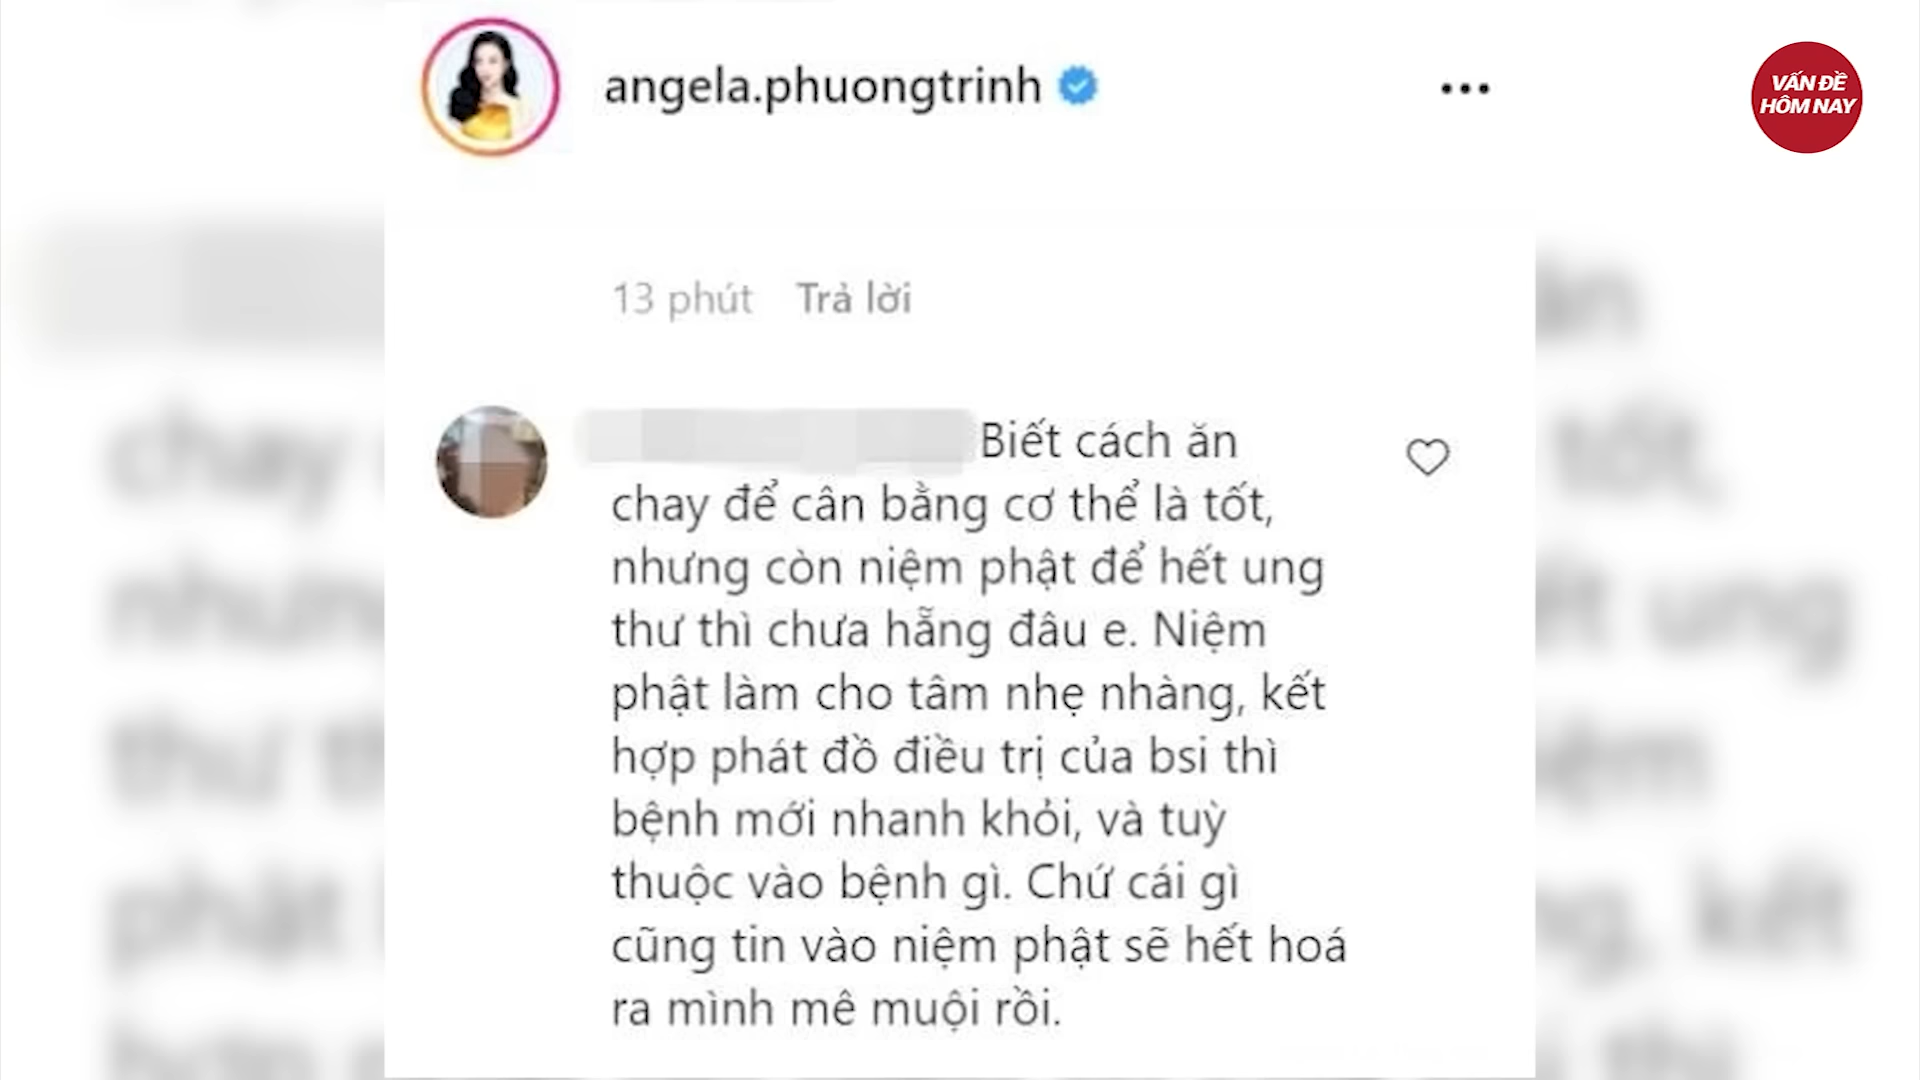 angela.phuongtrinh
VẤN ĐỀ
HÔM NAY
13 phút Trả lời
Biết cách ăn
chay để cân bằng cơ thể là tốt,
nhưng còn niệm phật để hết ung
thư thì chưa hẵng đâu e. Niệm
phật làm cho tâm nhẹ nhàng, kết
hợp phát đồ điều trị của bsi thì
bệnh mới nhanh khỏi, và tuỳ
thuộc vào bệnh gì. Chứ cái gì
cũng tin vào niệm phật sẽ hết hoá
ra mình mê muội rồi.